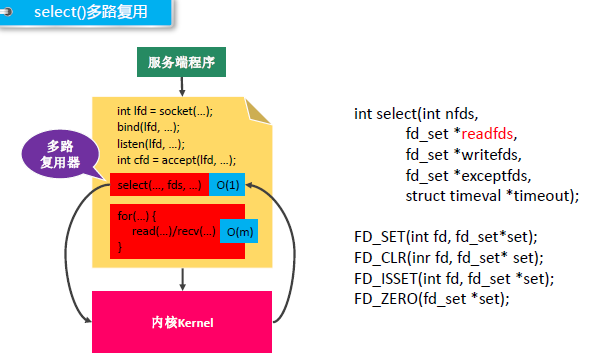 select()多路复用
服务端程序
int lfd = socket(...);
bind(lfd, ...);
listen(lfd, ...);
int cfd = accept(lfd, ...);
多路
复用器
select(..., fds, ...)
O(1)
for(...) {
read(...)/recv(...)
O(m)
}
内核Kernel
int select(int nfds,
fd_set *readfds,
fd_set *writefds,
fd_set *exceptfds,
struct timeval *timeout);
FD_SET(int fd, fd_set*set);
FD_CLR(inr fd, fd_set* set);
FD_ISSET(int fd, fd_set *set);
FD_ZERO(fd_set *set);